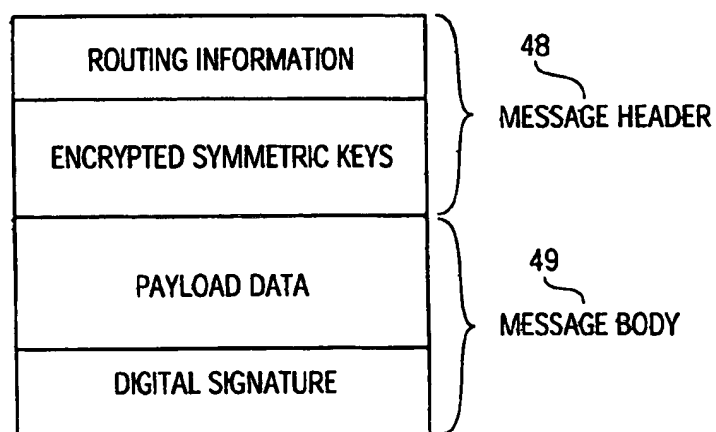 ROUTING INFORMATION
48
MESSAGE HEADER
ENCRYPTED SYMMETRIC KEYS
PAYLOAD DATA
49
MESSAGE BODY
DIGITAL SIGNATURE